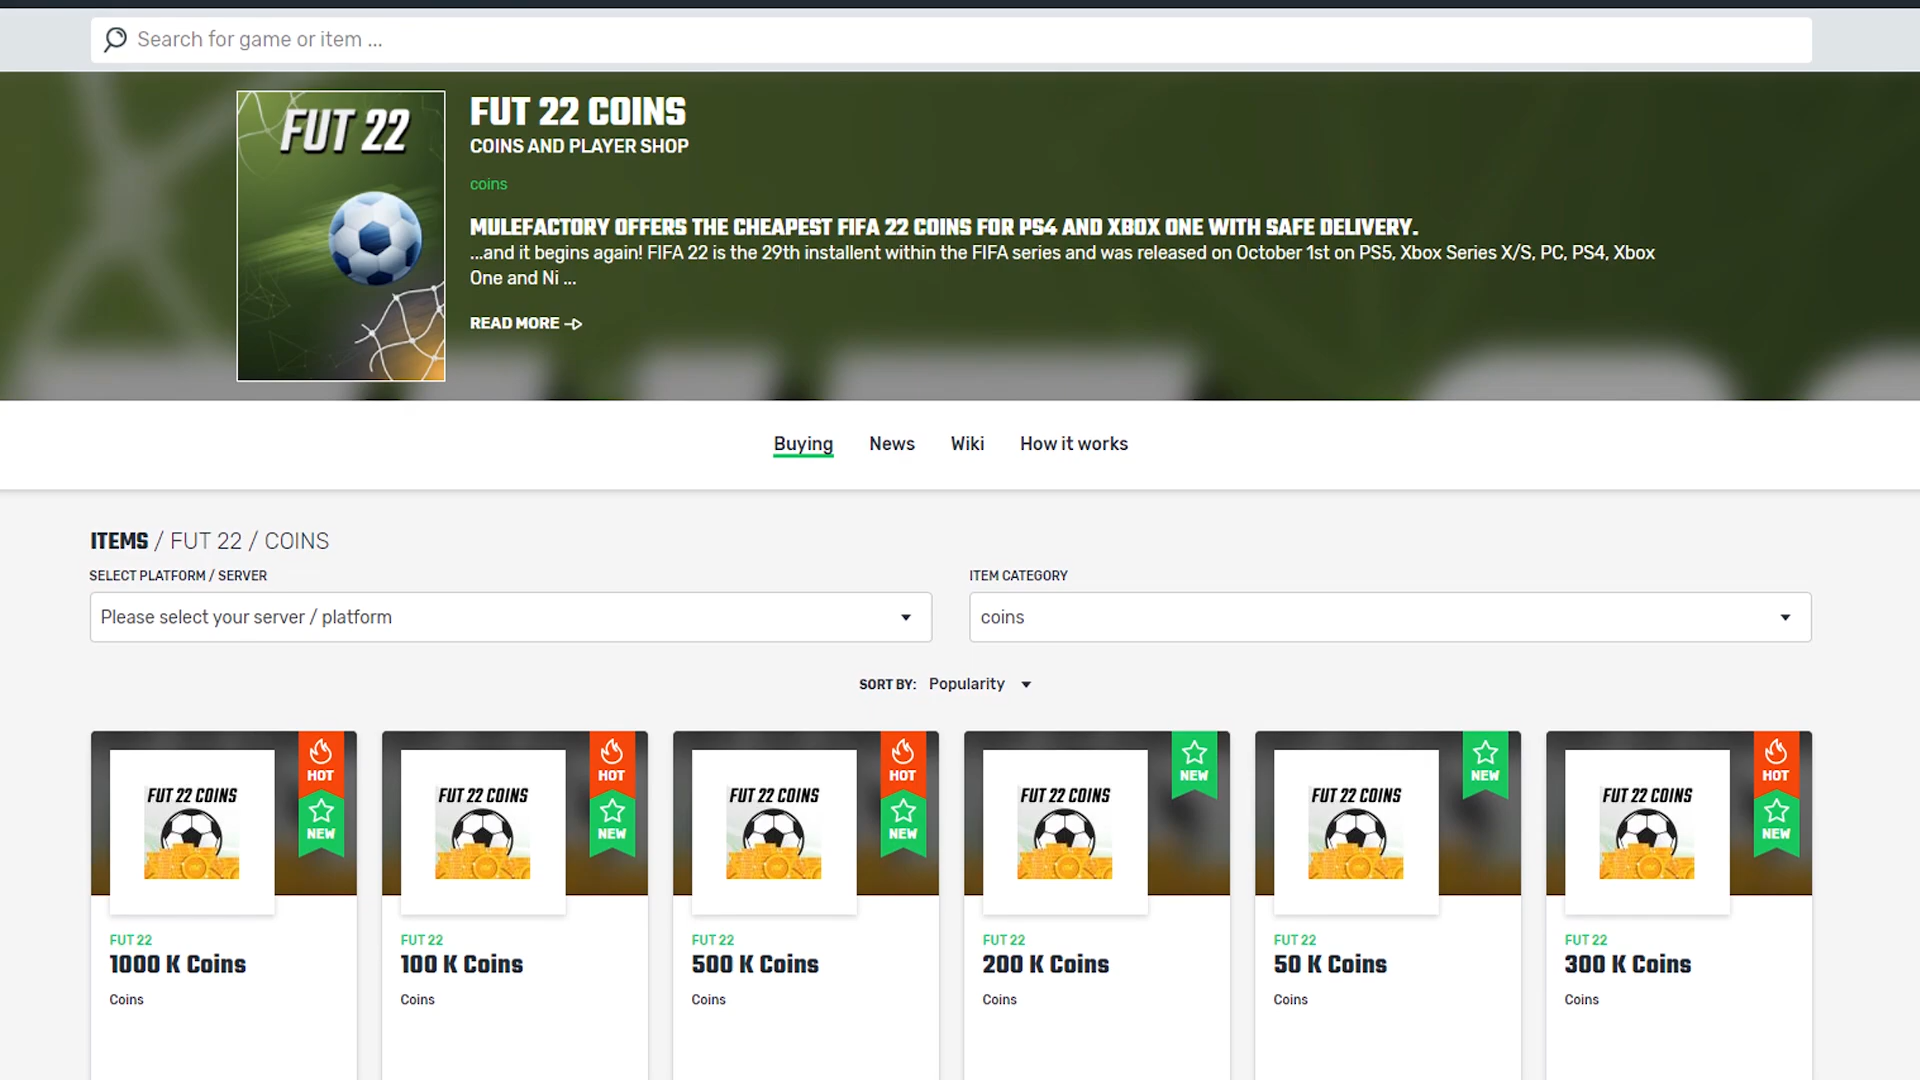 Search for game or item ...
FUT 22
FUT 22 COINS
COINS AND PLAYER SHOP
coins
MULEFACTORY OFFERS THE CHEAPEST FIFA 22 COINS FOR PS4 AND XBOX ONE WITH SAFE DELIVERY.
...and it begins again! FIFA 22 is the 29th installent within the FIFA series and was released on October 1st on PS5, Xbox Series X/S, PC, PS4, Xbox
One and Ni ...
READ MORE
Buying News Wiki How it works
ITEMS / FUT 22 / COINS
SELECT PLATFORM / SERVER ITEM CATEGORY
Please select your server / platform coins
SORT BY: Popularity
HOT HOT HOT NEW NEW HOT
FUT 22 COINS FUT 22 COINS FUT 22 COINS FUT 22 COINS FUT 22 COINS FUT 22 COINS
NEW NEW NEW NEW
FUT 22 FUT 22 FUT 22 FUT 22 FUT 22 FUT 22
1000 K Coins 100 K Coins 500 K Coins 200 K Coins 50 K Coins 300 K Coins
Coins Coins Coins Coins Coins Coins